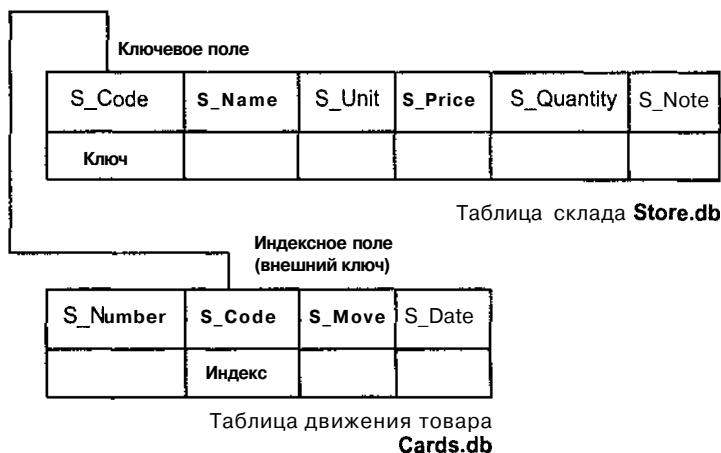 Ключевое поле
S_Code S_Name S_Unit S_Price S_Quantity S_Note
Ключ
Таблица склада Store.db
Индексное поле
(внешний ключ)
S_Number S_Code S_Move S_Date
Индекс
Таблица движения товара
Cards.db